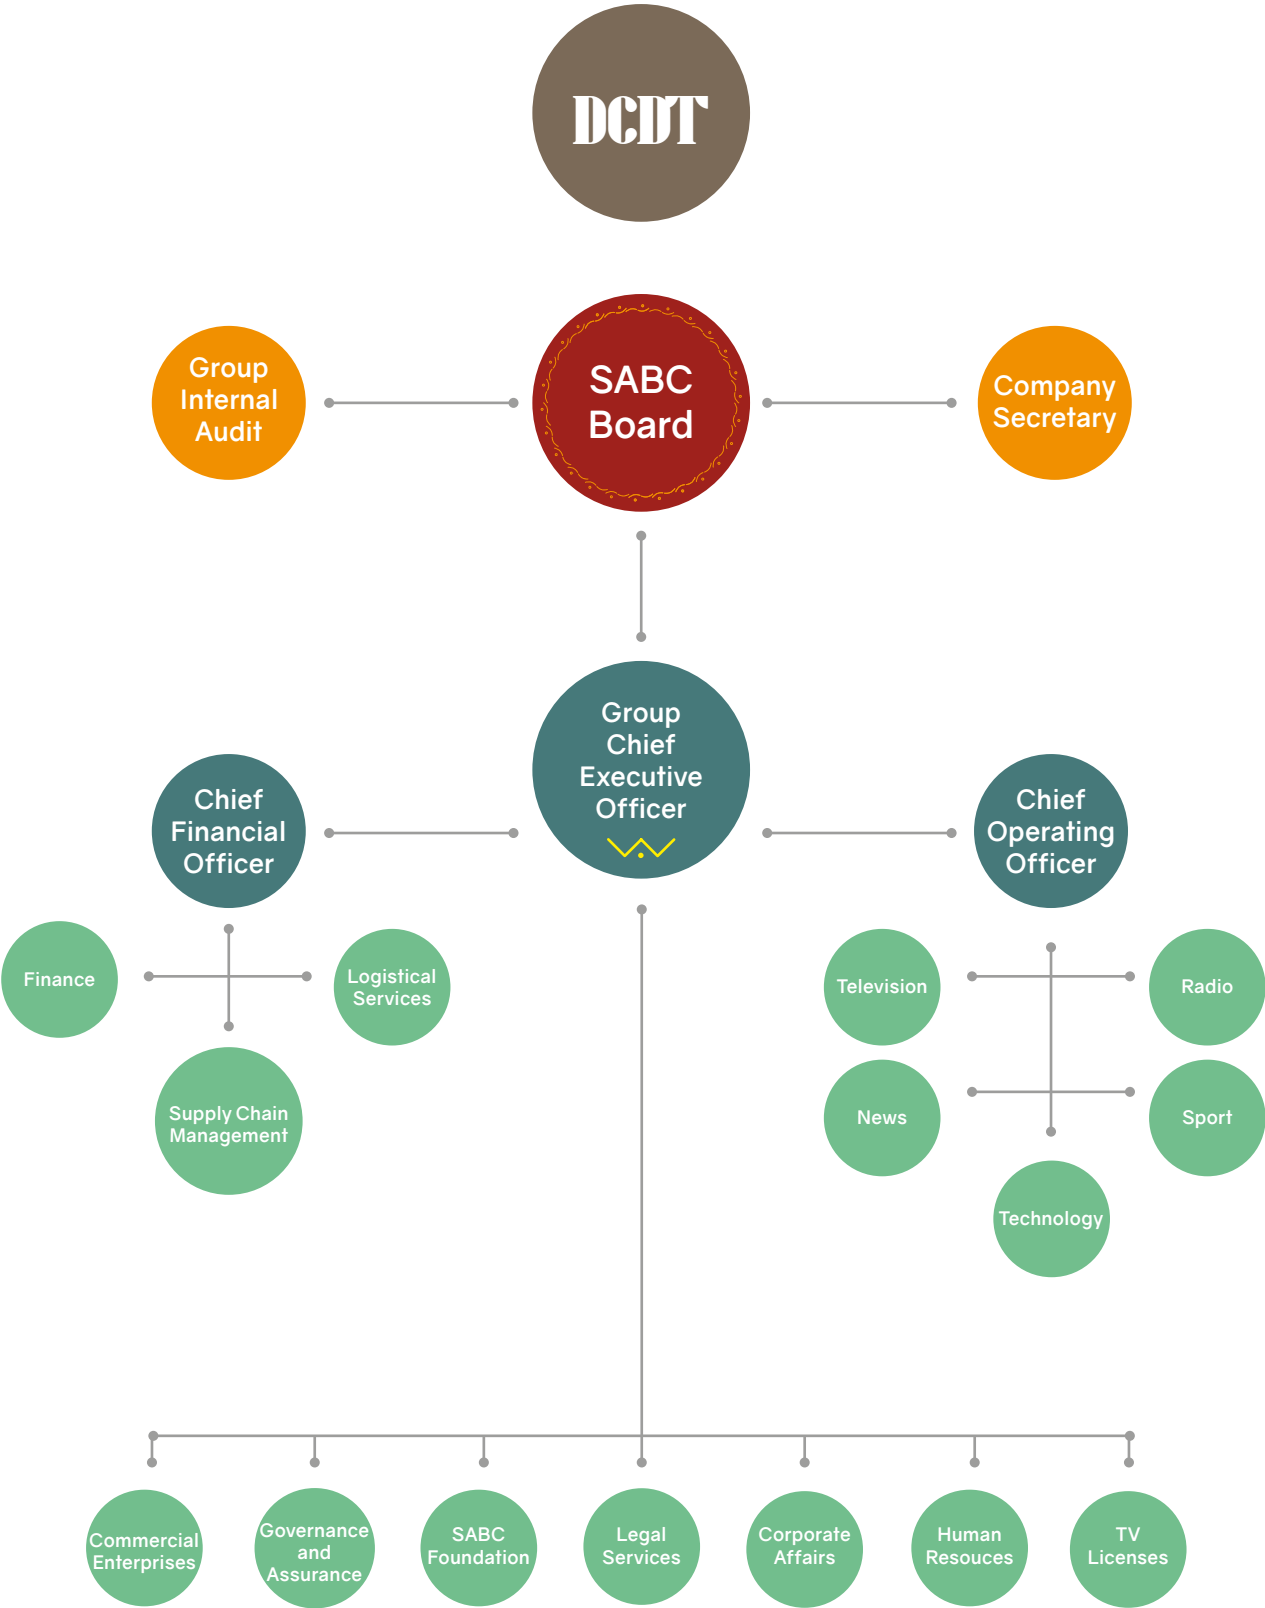 DCDT
Group
Internal
Audit
SABC
Board
Company
Secretary
Group
Chief
Executive
Officer
Chief
Financial
Officer
Chief
Operating
Officer
Finance
Logistical
Services
Supply Chain
Management
Television
Radio
News
Sport
Technology
Commercial
Enterprises
Governance
and
Assurance
SABC
Foundation
Legal
Services
Corporate
Affairs
Human
Resouces
TV
Licenses